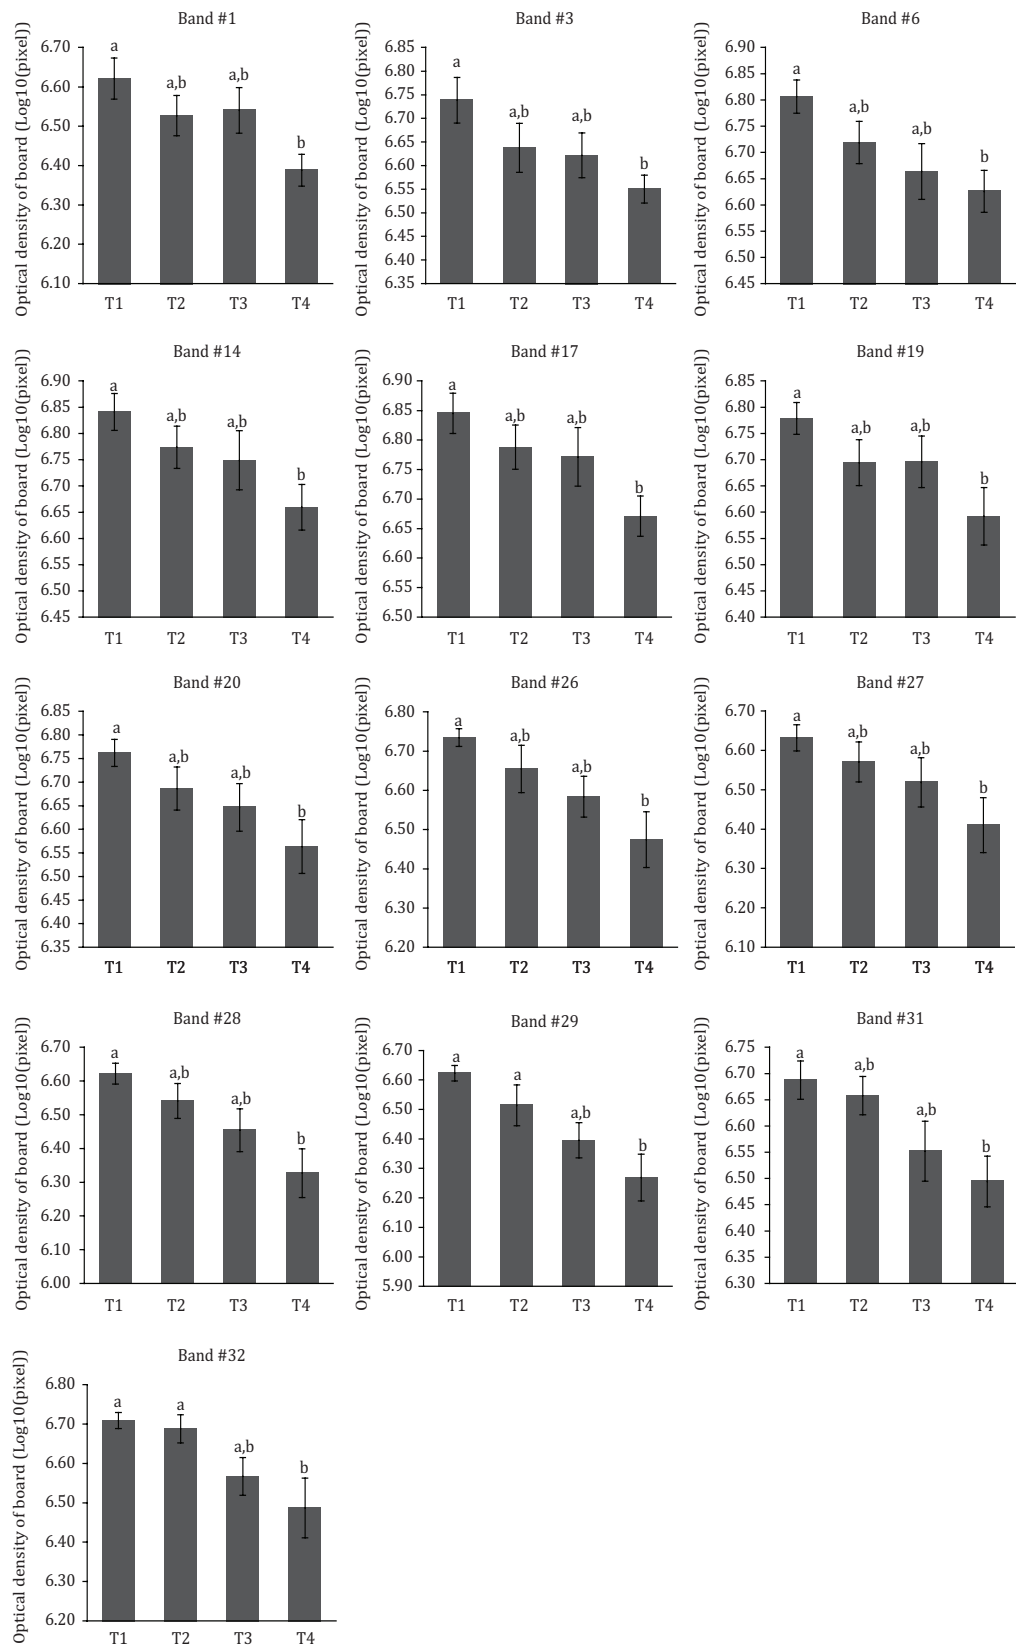 Band #1
Optical density of board (Log10(pixel))
6.70
6.60
6.50
6.40
6.30
6.20
6.10
a
a,b
a,b
b
T1 T2 T3 T4
Band #3
Optical density of board (Log10(pixel))
6.85
6.80
6.75
6.70
6.65
6.60
6.55
6.50
6.45
6.40
6.35
a
a,b
a,b
b
T1 T2 T3 T4
Band #6
Optical density of board (Log10(pixel))
6.90
6.85
6.80
6.75
6.70
6.65
6.60
6.55
6.50
6.45
a
a,b
a,b
b
T1 T2 T3 T4
Band #14
Optical density of board (Log10(pixel))
6.90
6.85
6.80
6.75
6.70
6.65
6.60
6.55
6.50
6.45
a
a,b
a,b
b
T1 T2 T3 T4
Band #17
Optical density of board (Log10(pixel))
6.90
6.85
6.80
6.75
6.70
6.65
6.60
6.55
6.50
a
a,b
a,b
b
T1 T2 T3 T4
Band #19
Optical density of board (Log10(pixel))
6.85
6.80
6.75
6.70
6.65
6.60
6.55
6.50
6.45
6.40
a
a,b
a,b
b
T1 T2 T3 T4
Band #20
Optical density of board (Log10(pixel))
6.85
6.80
6.75
6.70
6.65
6.60
6.55
6.50
6.45
6.40
6.35
a
a,b
a,b
b
T1 T2 T3 T4
Band #26
Optical density of board (Log10(pixel))
6.80
6.70
6.60
6.50
6.40
6.30
6.20
a
a,b
a,b
b
T1 T2 T3 T4
Band #27
Optical density of board (Log10(pixel))
6.70
6.60
6.50
6.40
6.30
6.20
6.10
a
a,b
a,b
b
T1 T2 T3 T4
Band #28
Optical density of board (Log10(pixel))
6.70
6.60
6.50
6.40
6.30
6.20
6.10
6.00
a
a,b
a,b
b
T1 T2 T3 T4
Band #29
Optical density of board (Log10(pixel))
6.70
6.60
6.50
6.40
6.30
6.20
6.10
6.00
5.90
a
a
a,b
b
T1 T2 T3 T4
Band #31
Optical density of board (Log10(pixel))
6.75
6.70
6.65
6.60
6.55
6.50
6.45
6.40
6.35
6.30
a
a,b
a,b
b
T1 T2 T3 T4
Band #32
Optical density of board (Log10(pixel))
6.80
6.70
6.60
6.50
6.40
6.30
6.20
a
a
a,b
b
T1 T2 T3 T4